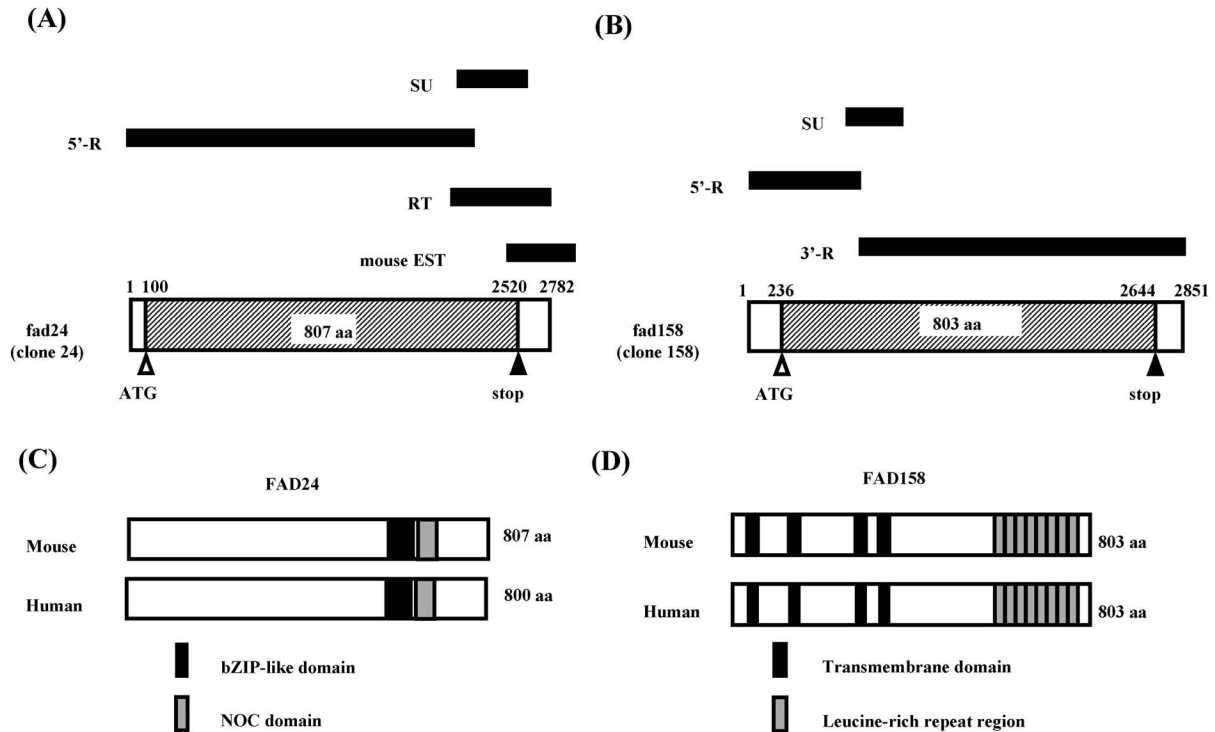 (A)
SU
5’-R
RT
mouse EST
1 100 2520 2782
fad24
(clone 24)
807 aa
ATG stop
(B)
SU
5’-R
3’-R
1 236 2644 2851
fad158
(clone 158)
803 aa
ATG stop
(C)
FAD24
Mouse 807 aa
Human 800 aa
bZIP-like domain
NOC domain
(D)
FAD158
Mouse 803 aa
Human 803 aa
Transmembrane domain
Leucine-rich repeat region